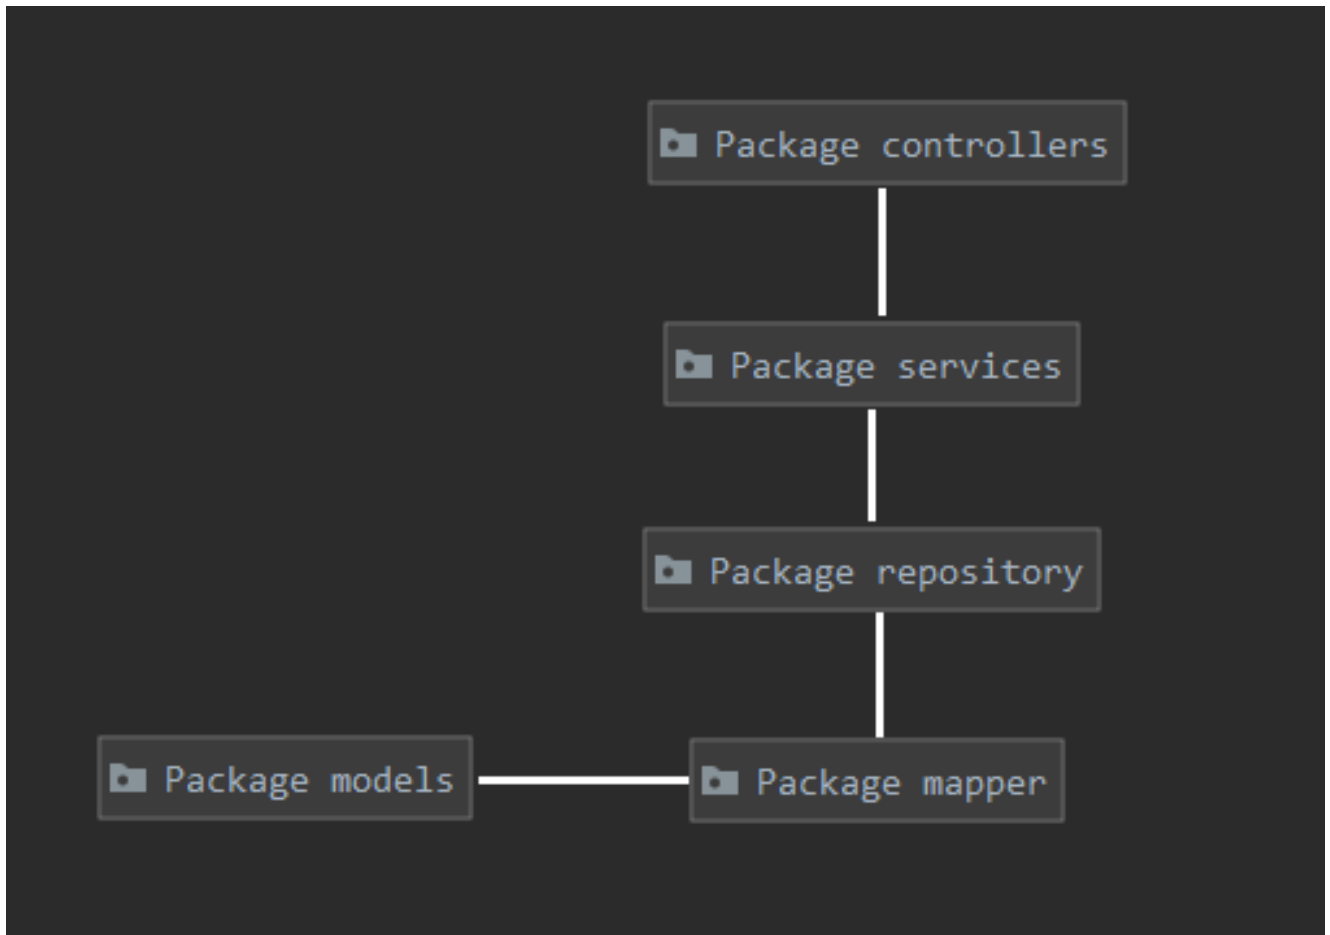 Package controllers
Package services
Package repository
Package models
Package mapper